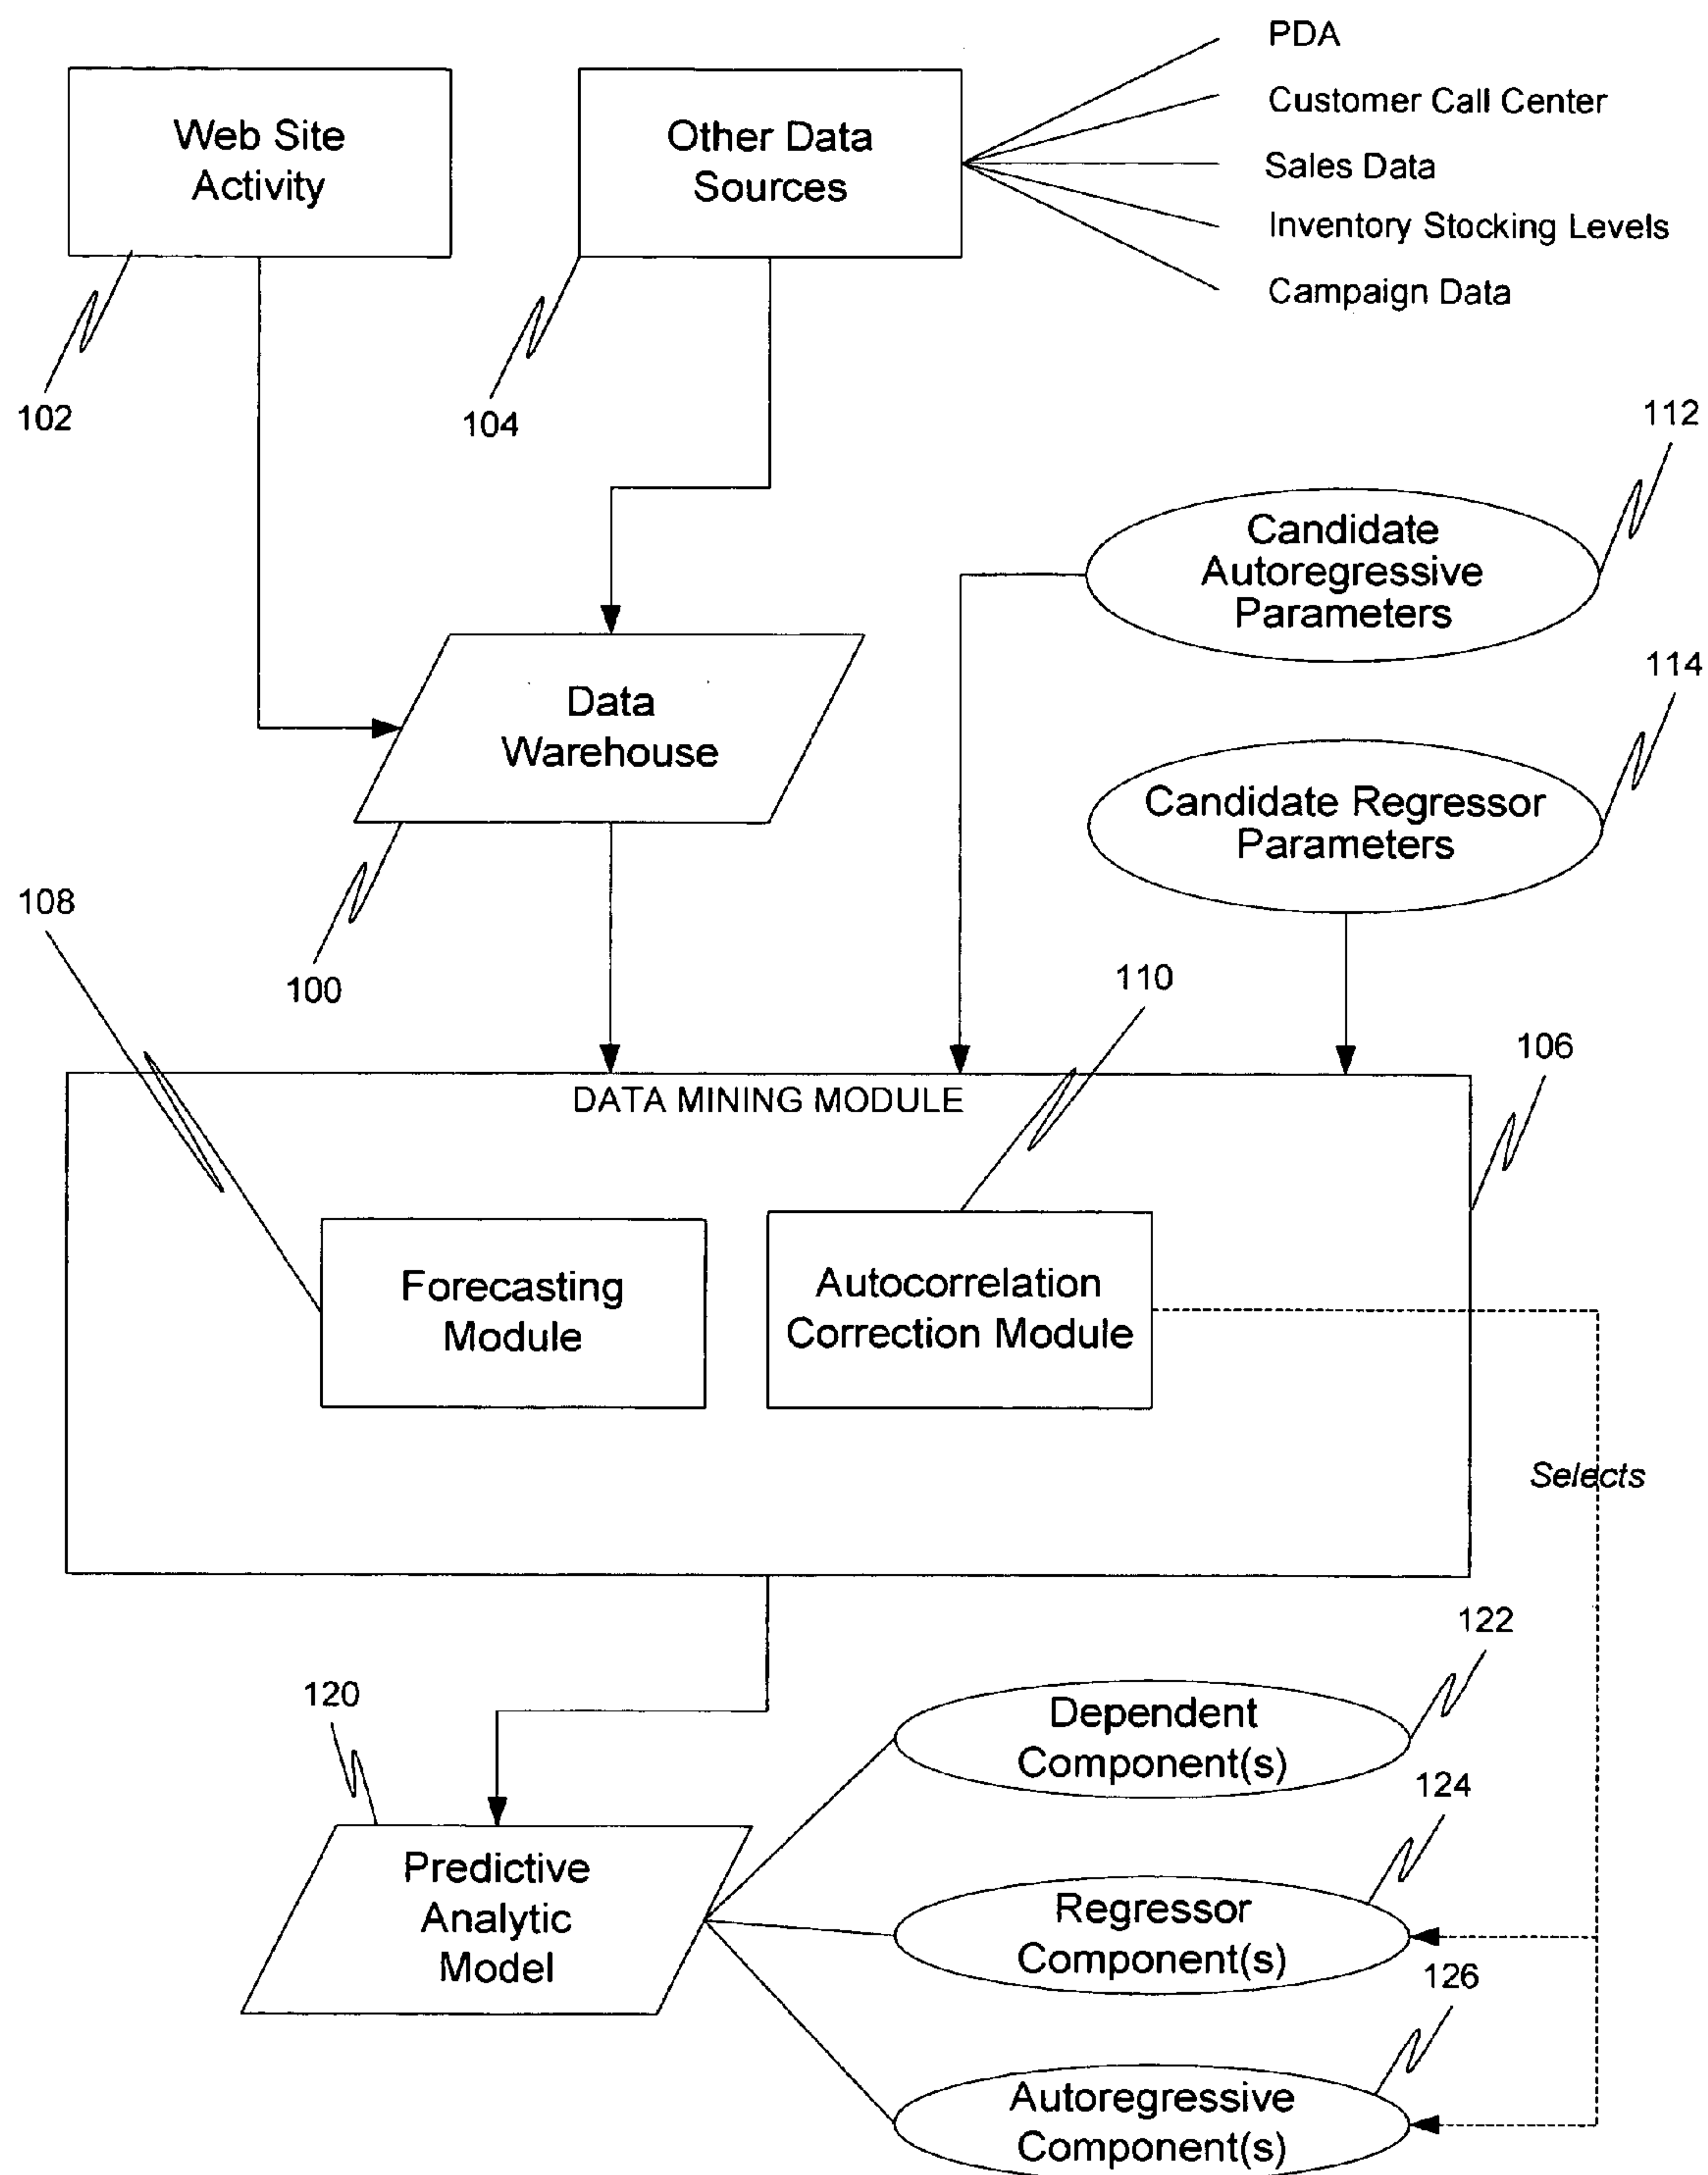 PDA
Web Site
Activity
Other Data
Sources
Customer Call Center
Sales Data
Inventory Stocking Levels
Campaign Data
102
104
112
Candidate
Autoregressive
Parameters
114
Data
Warehouse
Candidate Regressor
Parameters
108
100
110
106
DATA MINING MODULE
Forecasting
Module
Autocorrelation
Correction Module
Selects
122
120
Dependent
Component(s)
124
Predictive
Analytic
Model
Regressor
Component(s)
126
Autoregressive
Component(s)